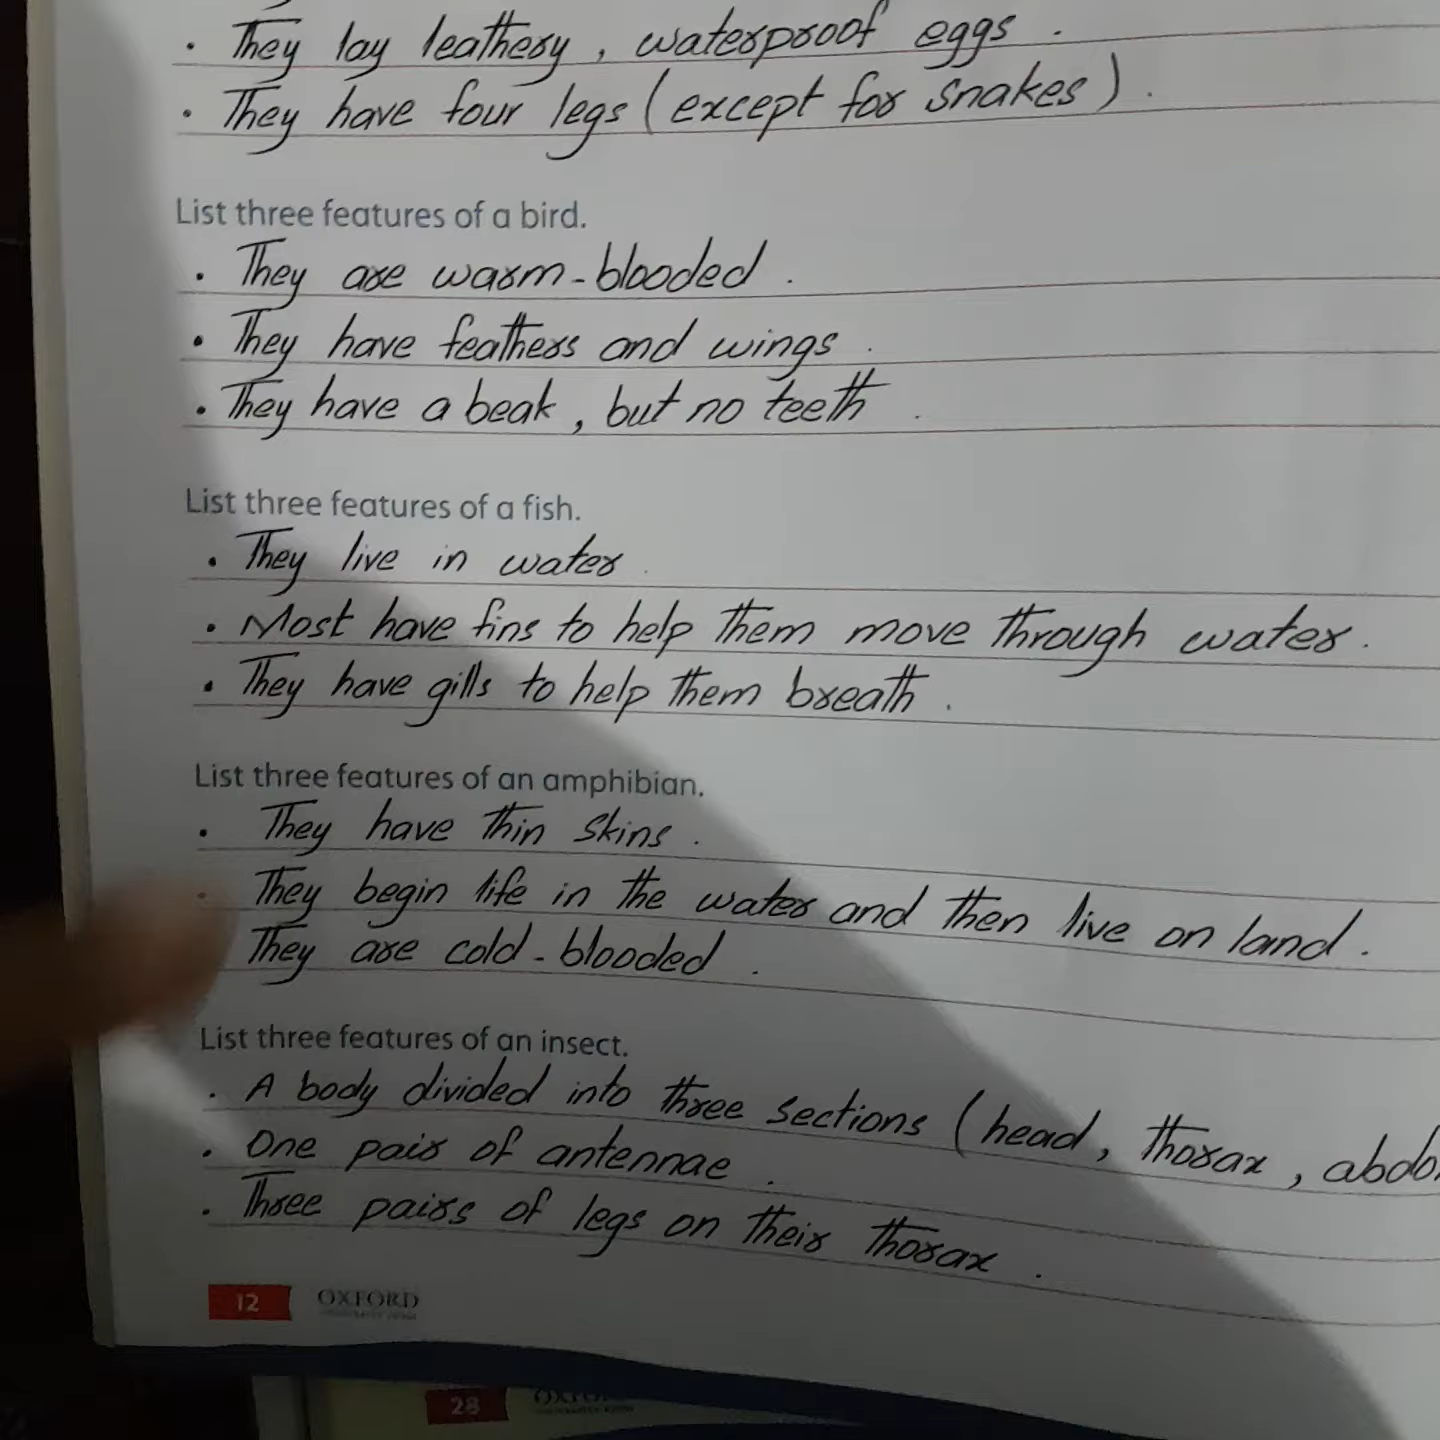 • They lay leathery, waterproof eggs.
• They have four legs (except for snakes).
List three features of a bird.
• They are warm-blooded.
• They have feathers and wings.
• They have a beak, but no teeth.
List three features of a fish.
• They live in water.
• Most have fins to help them move through water.
• They have gills to help them breath.
List three features of an amphibian.
• They have thin skins.
• They begin life in the water and then live on land.
They are cold-blooded.
List three features of an insect.
• A body divided into three sections (head, thorax, abdo
• One pair of antennae.
• Three pairs of legs on their thorax.
12 OXFORD
28